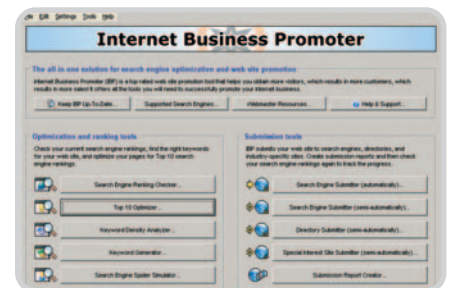 Edit Settings Tools Help
Internet Business Promoter
The all in one solution for search engine optimization and web site promotion
Internet Business Promoter (IBP) is a top rated web site promotion tool that helps you obtain more visitors, which results in more customers, which
results in more sales! It offers all the tools you will need to successfully promote your Internet business.
Keep IBP Up-To-Date... Supported Search Engines... Webmaster Resources... Help & Support...
Optimization and ranking tools
Check your current search engine rankings, find the right keywords
for your web site, and optimize your pages for Top 10 search
engine rankings.
Search Engine Ranking Checker...
Top 10 Optimizer...
Keyword Density Analyzer...
Keyword Generator...
Search Engine Spider Simulator...
Submission tools
IBP submits your web site to search engines, directories, and
industry-specific sites. Create submission reports and then check
your search engine rankings again to track the progress.
Search Engine Submitter (automatically)...
Search Engine Submitter (semi-automatically)...
Directory Submitter (semi-automatically)...
Special Interest Site Submitter (semi-automatically)...
Submission Report Creator...